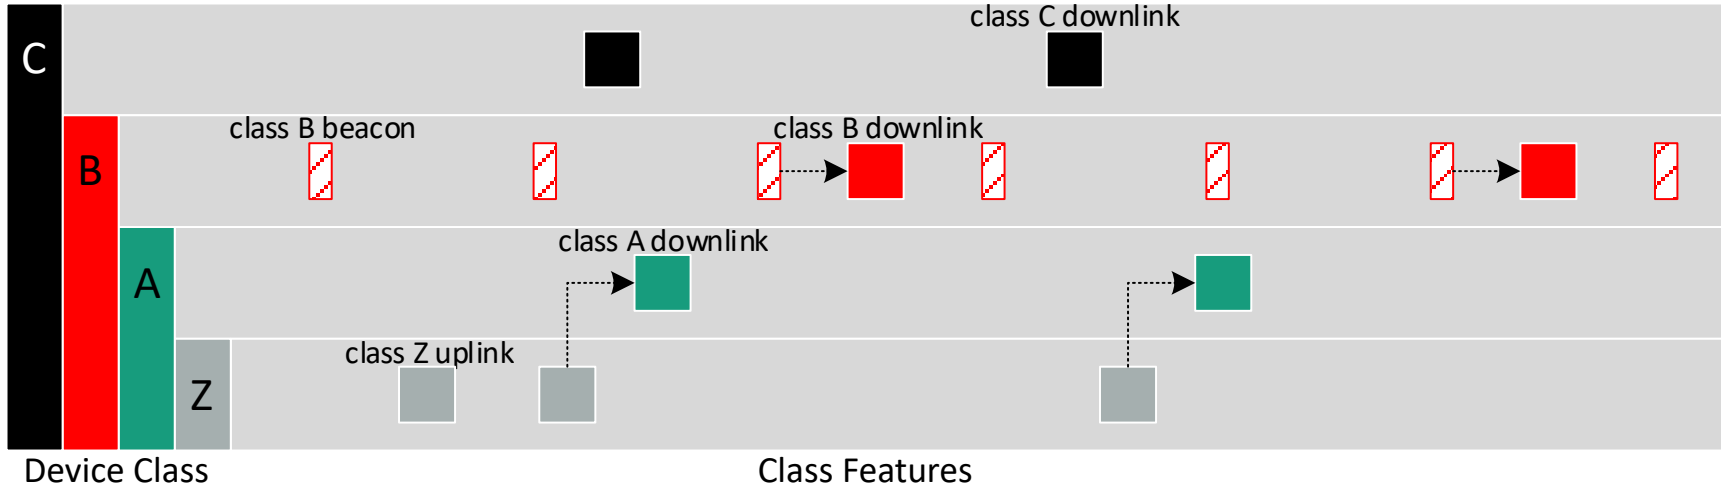 class C downlink
C
class B beacon
class B downlink
B
class A downlink
A
class Z uplink
Z
Device Class
Class Features